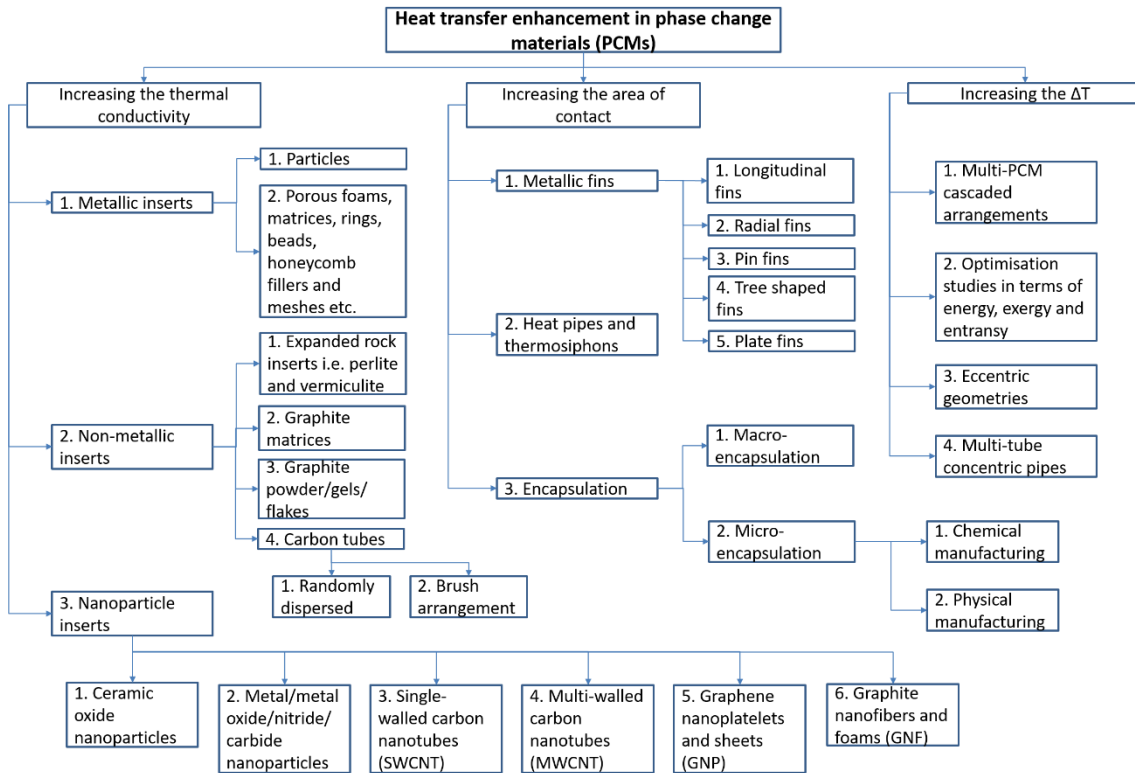 Heat transfer enhancement in phase change
materials (PCMs)
Increasing the thermal
conductivity
Increasing the area of
contact
Increasing the ΔT
1. Metallic inserts
1. Particles
2. Porous foams,
matrices, rings,
beads,
honeycomb
fillers and
meshes etc.
2. Non-metallic
inserts
1. Expanded rock
inserts i.e. perlite
and vermiculite
2. Graphite
matrices
3. Graphite
powder/gels/
flakes
4. Carbon tubes
1. Randomly
dispersed
2. Brush
arrangement
3. Nanoparticle
inserts
1. Ceramic
oxide
nanoparticles
2. Metal/metal
oxide/nitride/
carbide
nanoparticles
3. Single-
walled carbon
nanotubes
(SWCNT)
4. Multi-walled
carbon
nanotubes
(MWCNT)
5. Graphene
nanoplatelets
and sheets
(GNP)
6. Graphite
nanofibers and
foams (GNF)
1. Metallic fins
1. Longitudinal
fins
2. Radial fins
3. Pin fins
4. Tree shaped
fins
5. Plate fins
2. Heat pipes and
thermosiphons
3. Encapsulation
1. Macro-
encapsulation
2. Micro-
encapsulation
1. Chemical
manufacturing
2. Physical
manufacturing
1. Multi-PCM
cascaded
arrangements
2. Optimisation
studies in terms
of energy, exergy
and entransy
3. Eccentric
geometries
4. Multi-tube
concentric pipes